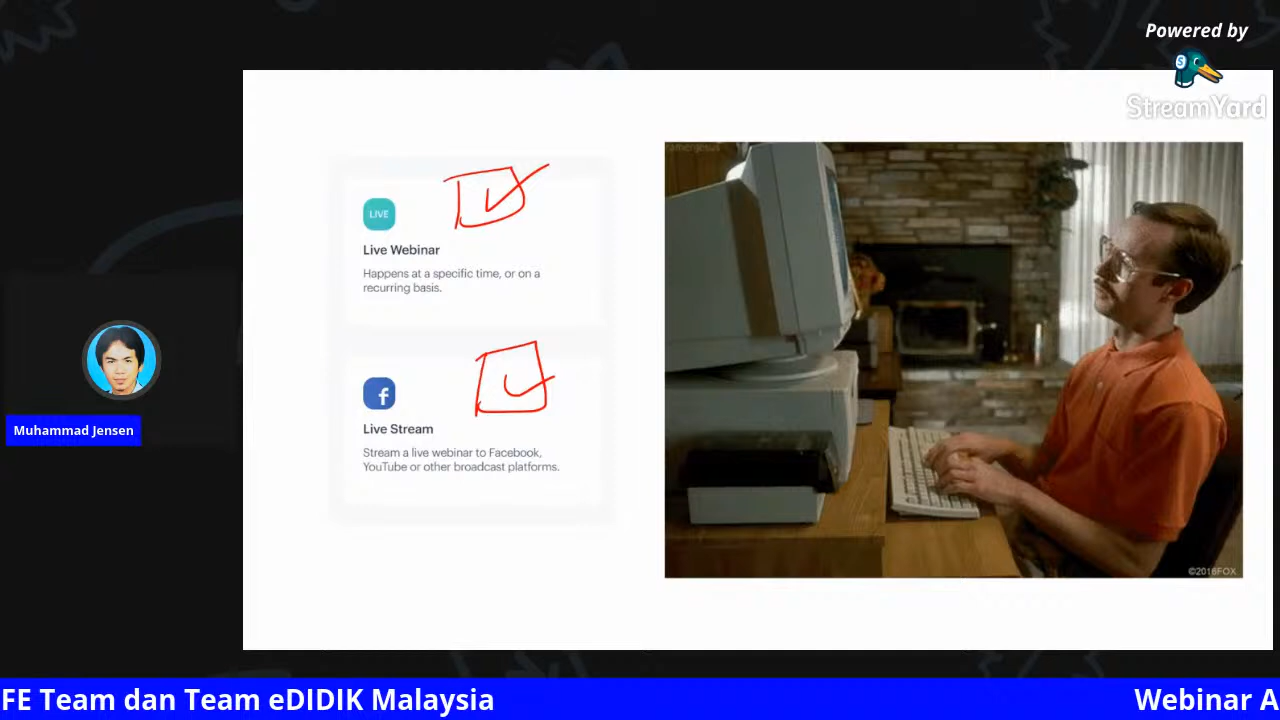 Powered by
StreamYard
LIVE
Live Webinar
Happens at a specific time, or on a
recurring basis.
f
Live Stream
Stream a live webinar to Facebook,
YouTube or other broadcast platforms.
©2016FOX
Muhammad Jensen
FE Team dan Team eDIDIK Malaysia
Webinar A